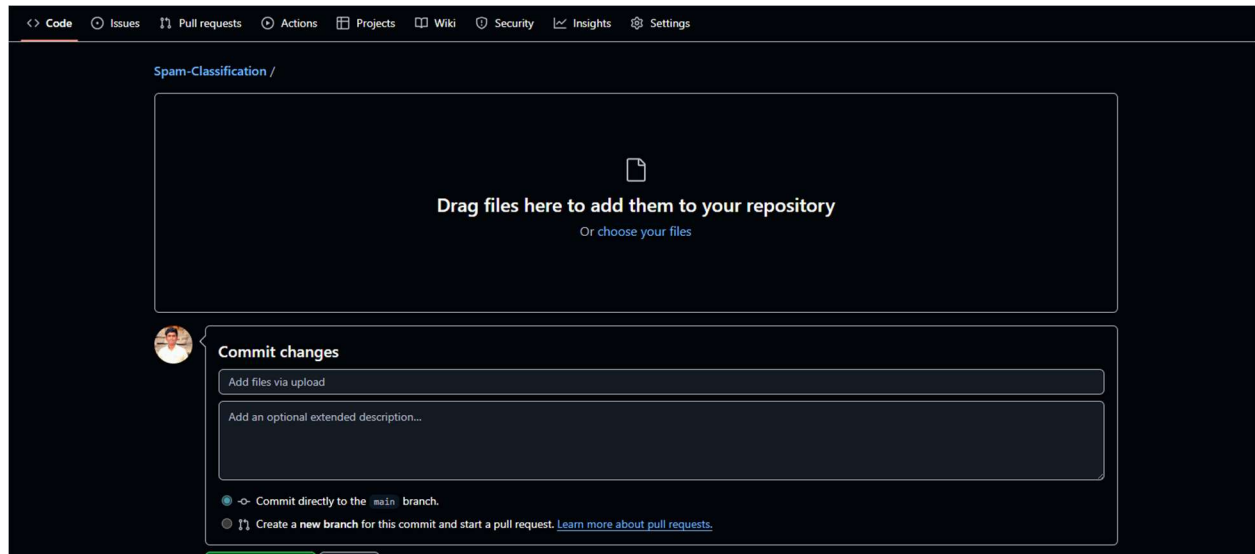 <> Code Issues Pull requests Actions Projects Wiki Security Insights Settings
Spam-Classification /
Drag files here to add them to your repository
Or choose your files
Commit changes
Add files via upload
Add an optional extended description...
Commit directly to the main branch.
Create a new branch for this commit and start a pull request. Learn more about pull requests.